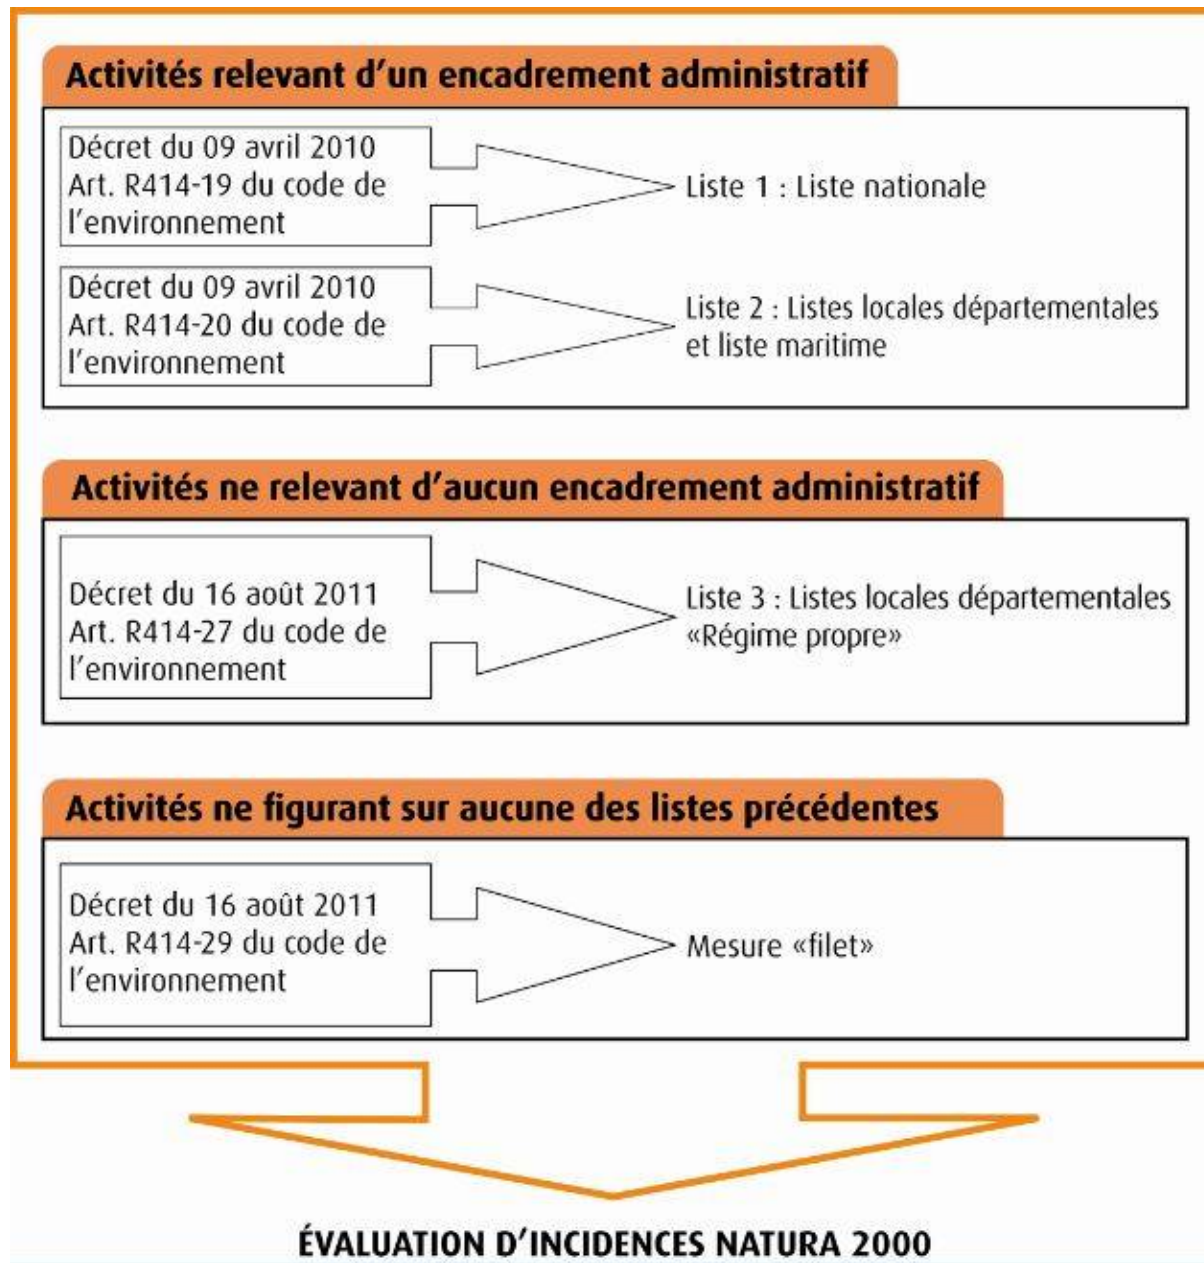 Activités relevant d’un encadrement administratif
Décret du 09 avril 2010
Art. R414-19 du code de
l’environnement
Liste 1 : Liste nationale
Décret du 09 avril 2010
Art. R414-20 du code de
l’environnement
Liste 2 : Listes locales départementales
et liste maritime
Activités ne relevant d’aucun encadrement administratif
Décret du 16 août 2011
Art. R414-27 du code de
l’environnement
Liste 3 : Listes locales départementales
«Régime propre»
Activités ne figurant sur aucune des listes précédentes
Décret du 16 août 2011
Art. R414-29 du code de
l’environnement
Mesure «filet»
ÉVALUATION D’INCIDENCES NATURA 2000